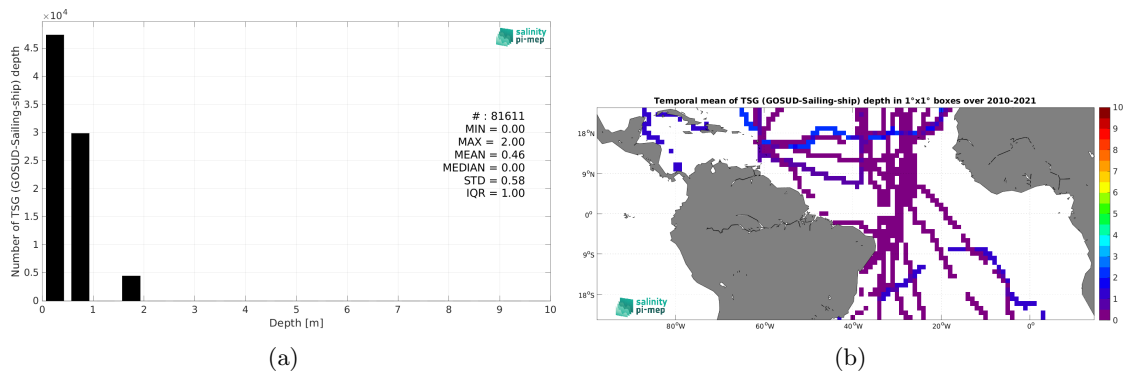 ×10⁴
4.5
4
3.5
3
2.5
2
1.5
1
0.5
0
Number of TSG (GOSUD-Sailing-ship) depth
salinity
pi-mep
# : 81611
MIN = 0.00
MAX = 2.00
MEAN = 0.46
MEDIAN = 0.00
STD = 0.58
IQR = 1.00
0 1 2 3 4 5 6 7 8 9 10
Depth [m]
(a)
Temporal mean of TSG (GOSUD-Sailing-ship) depth in 1°x1° boxes over 2010-2021
18°N
9°N
0°
9°S
18°S
salinity
pi-mep
80°W 60°W 40°W 20°W 0°
10
9
8
7
6
5
4
3
2
1
0
(b)